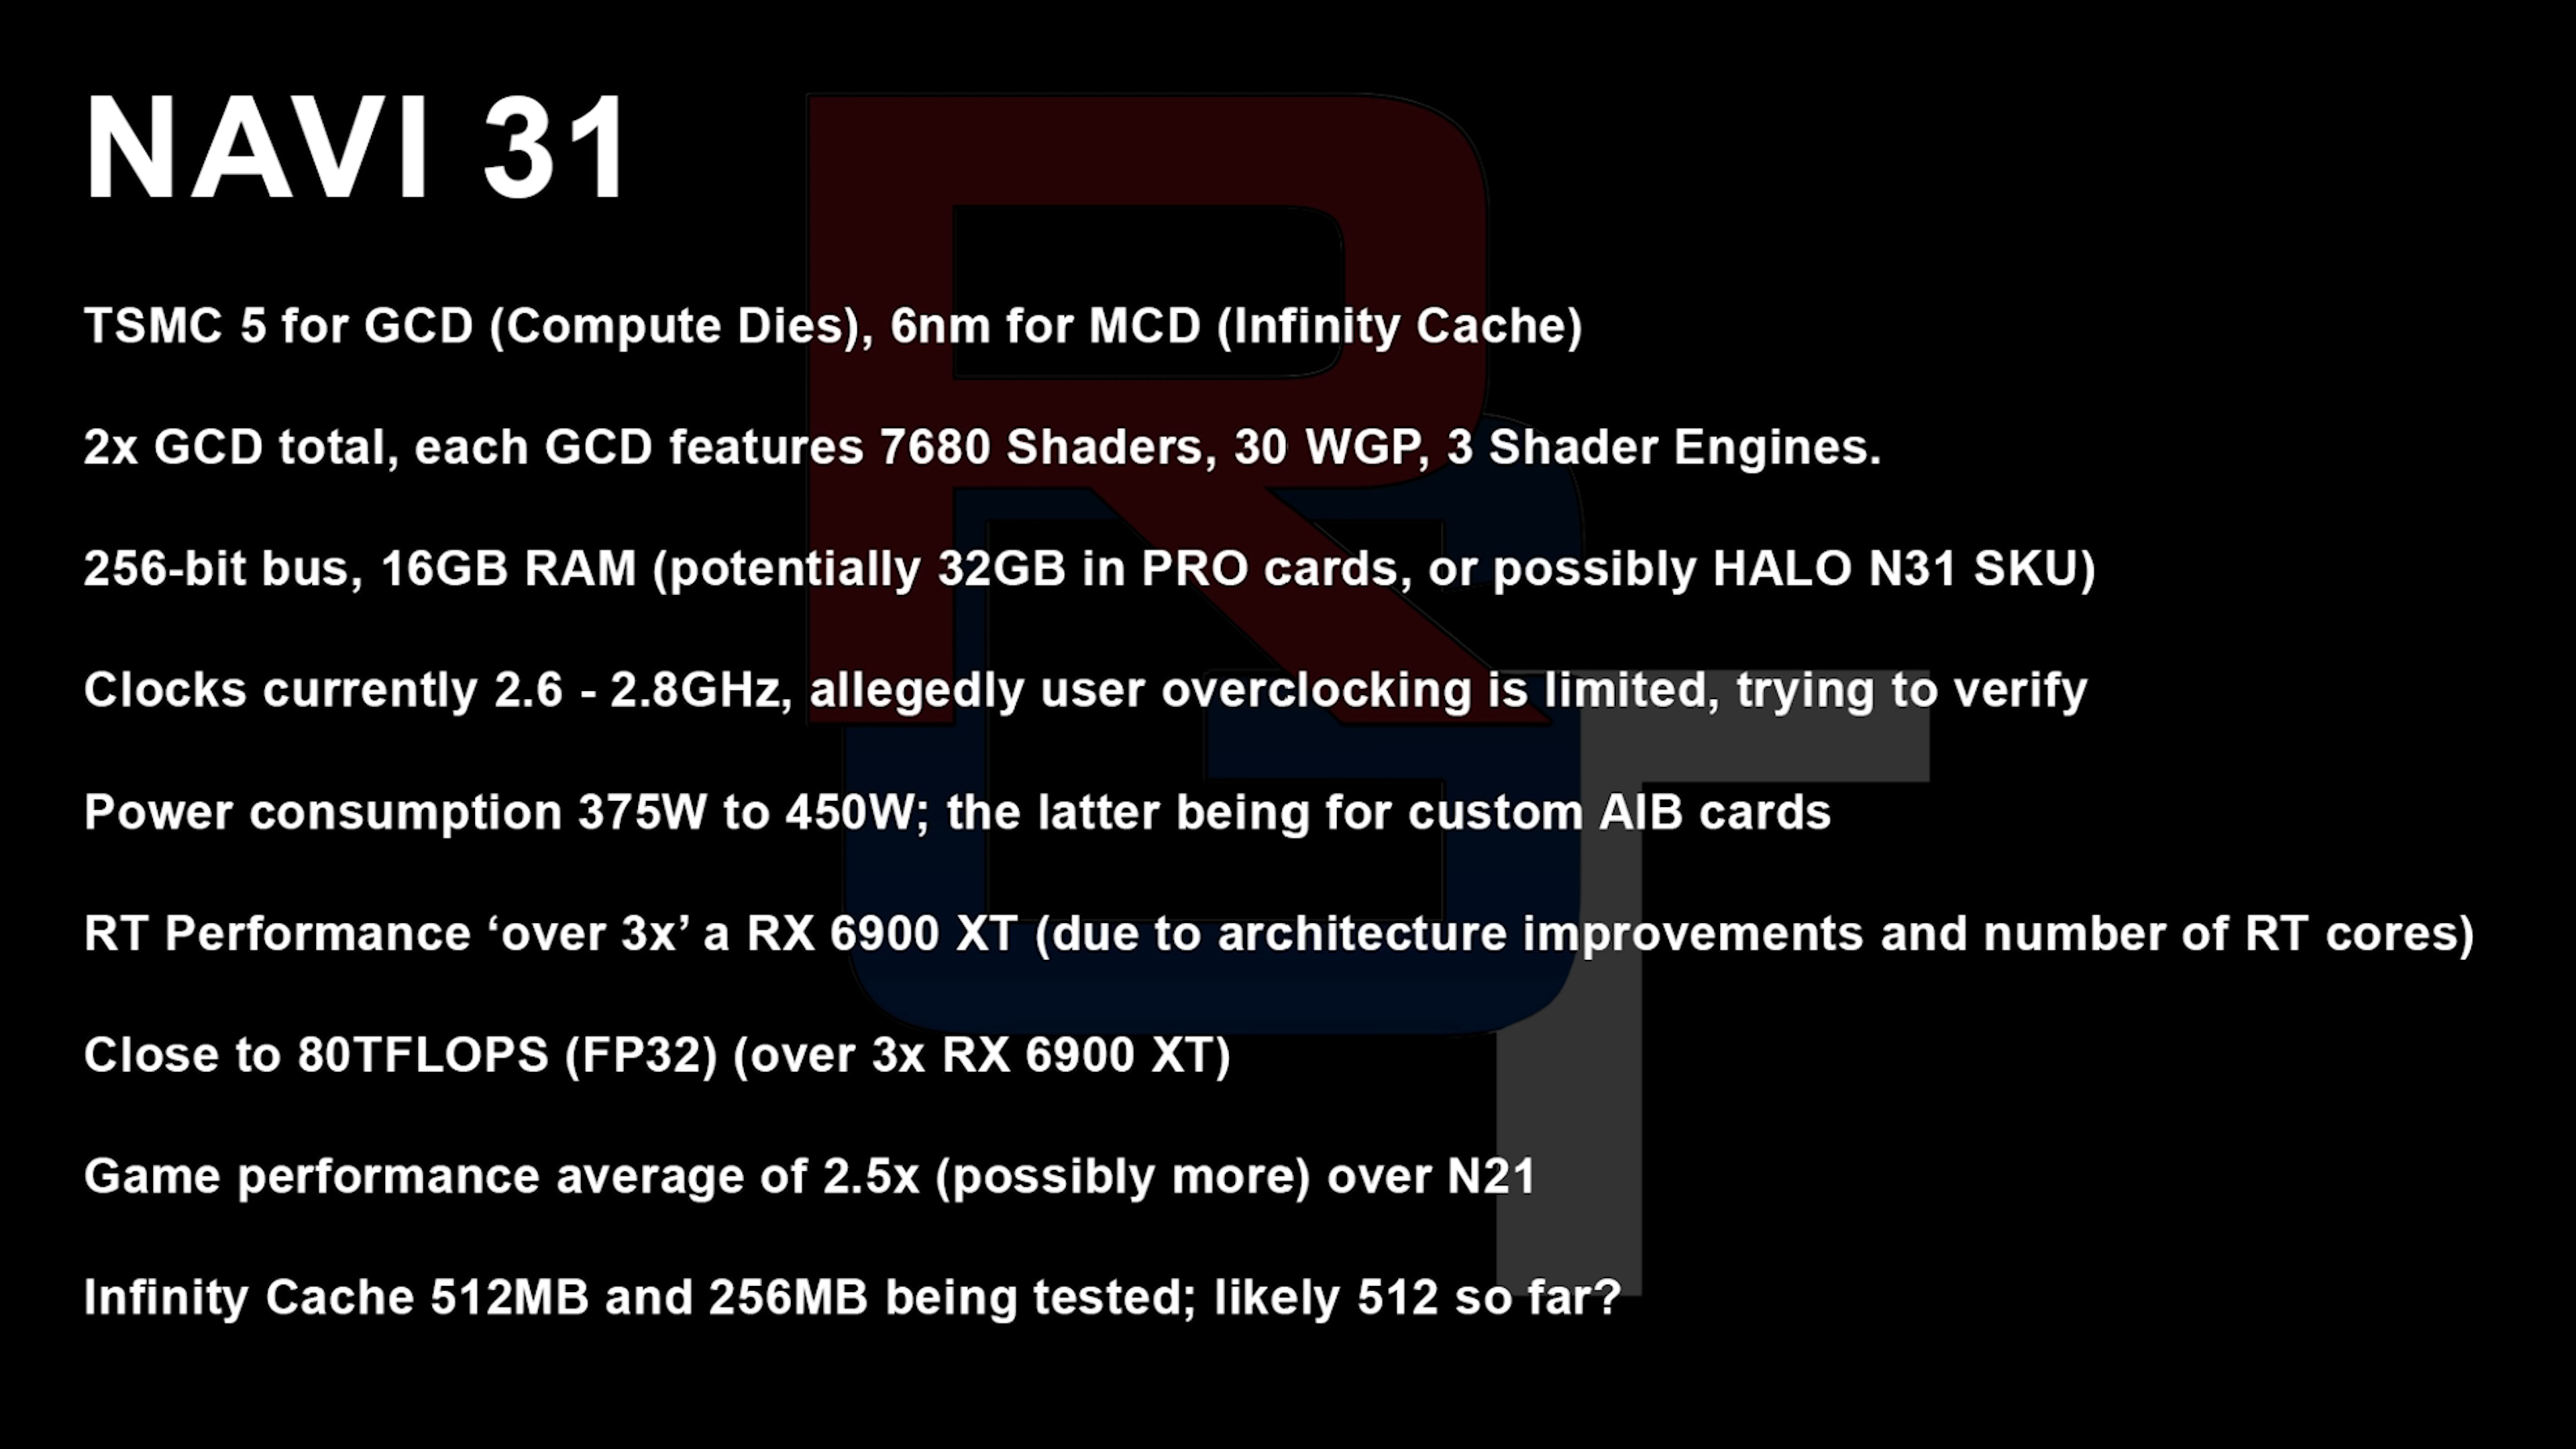 NAVI 31
TSMC 5 for GCD (Compute Dies), 6nm for MCD (Infinity Cache)
2x GCD total, each GCD features 7680 Shaders, 30 WGP, 3 Shader Engines.
256-bit bus, 16GB RAM (potentially 32GB in PRO cards, or possibly HALO N31 SKU)
Clocks currently 2.6 - 2.8GHz, allegedly user overclocking is limited, trying to verify
Power consumption 375W to 450W; the latter being for custom AIB cards
RT Performance ‘over 3x’ a RX 6900 XT (due to architecture improvements and number of RT cores)
Close to 80TFLOPS (FP32) (over 3x RX 6900 XT)
Game performance average of 2.5x (possibly more) over N21
Infinity Cache 512MB and 256MB being tested; likely 512 so far?
RGT